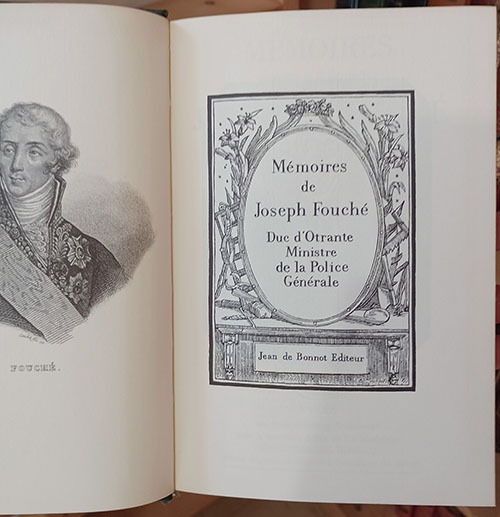 FOUCHÉ.
Mémoires
de
Joseph Fouché
Duc d'Otrante
Ministre
de la Police
Générale
Jean de Bonnot Editeur